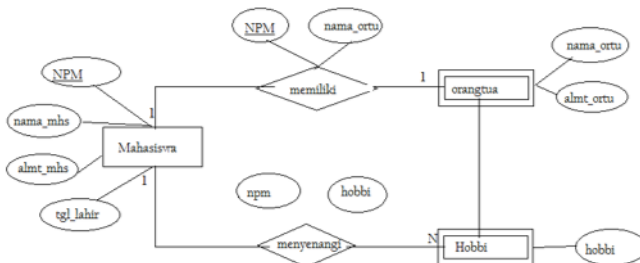 NPM
nama_ortu
nama_ortu
NPM
1
memiliki
1
orangtua
nama_mhs
1
almt_ortu
Mahasiswa
almt_mhs
1
npm
hobbi
tgl_lahir
menyenangi
N
Hobbi
hobbi